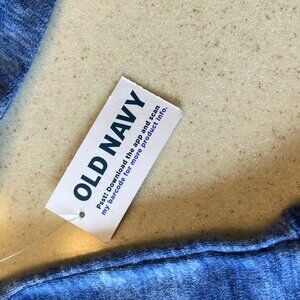 OLD NAVY
Psst! Download the app and scan
my barcode for more product info.